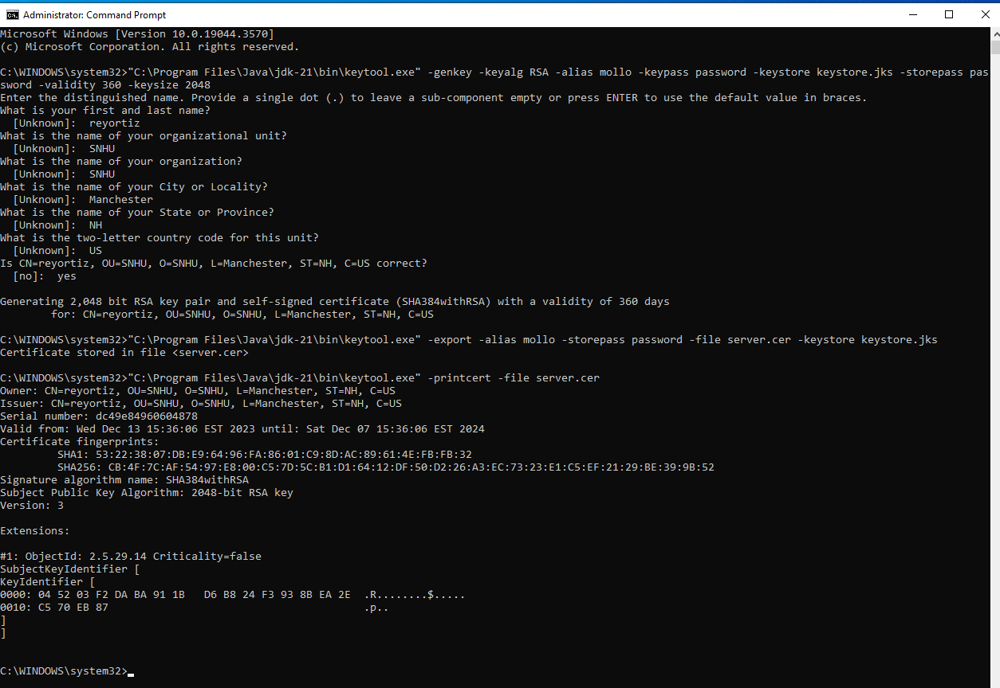 Administrator: Command Prompt
Microsoft Windows [Version 10.0.19044.3570]
(c) Microsoft Corporation. All rights reserved.
C:\WINDOWS\system32>"C:\Program Files\Java\jdk-21\bin\keytool.exe" -genkey -keyalg RSA -alias mollo -keypass password -keystore keystore.jks -storepass pas
sword -validity 360 -keysize 2048
Enter the distinguished name. Provide a single dot (.) to leave a sub-component empty or press ENTER to use the default value in braces.
What is your first and last name?
  [Unknown]:  reyortiz
What is the name of your organizational unit?
  [Unknown]:  SNHU
What is the name of your organization?
  [Unknown]:  SNHU
What is the name of your City or Locality?
  [Unknown]:  Manchester
What is the name of your State or Province?
  [Unknown]:  NH
What is the two-letter country code for this unit?
  [Unknown]:  US
Is CN=reyortiz, OU=SNHU, O=SNHU, L=Manchester, ST=NH, C=US correct?
  [no]:  yes
Generating 2,048 bit RSA key pair and self-signed certificate (SHA384withRSA) with a validity of 360 days
        for: CN=reyortiz, OU=SNHU, O=SNHU, L=Manchester, ST=NH, C=US
C:\WINDOWS\system32>"C:\Program Files\Java\jdk-21\bin\keytool.exe" -export -alias mollo -storepass password -file server.cer -keystore keystore.jks
Certificate stored in file <server.cer>
C:\WINDOWS\system32>"C:\Program Files\Java\jdk-21\bin\keytool.exe" -printcert -file server.cer
Owner: CN=reyortiz, OU=SNHU, O=SNHU, L=Manchester, ST=NH, C=US
Issuer: CN=reyortiz, OU=SNHU, O=SNHU, L=Manchester, ST=NH, C=US
Serial number: dc49e84960604878
Valid from: Wed Dec 13 15:36:06 EST 2023 until: Sat Dec 07 15:36:06 EST 2024
Certificate fingerprints:
         SHA1: 53:22:38:07:DB:E9:64:96:FA:86:01:C9:8D:AC:89:61:4E:FB:FB:32
         SHA256: CB:4F:7C:AF:54:97:E8:00:C5:7D:5C:B1:D1:64:12:DF:50:D2:26:A3:EC:73:23:E1:C5:EF:21:29:BE:39:9B:52
Signature algorithm name: SHA384withRSA
Subject Public Key Algorithm: 2048-bit RSA key
Version: 3
Extensions:
#1: ObjectId: 2.5.29.14 Criticality=false
SubjectKeyIdentifier [
KeyIdentifier [
0000: 04 52 03 F2 DA BA 91 1B   D6 B8 24 F3 93 8B EA 2E  .R........$.....
0010: C5 70 EB 87                                        .p..
]
]
C:\WINDOWS\system32>